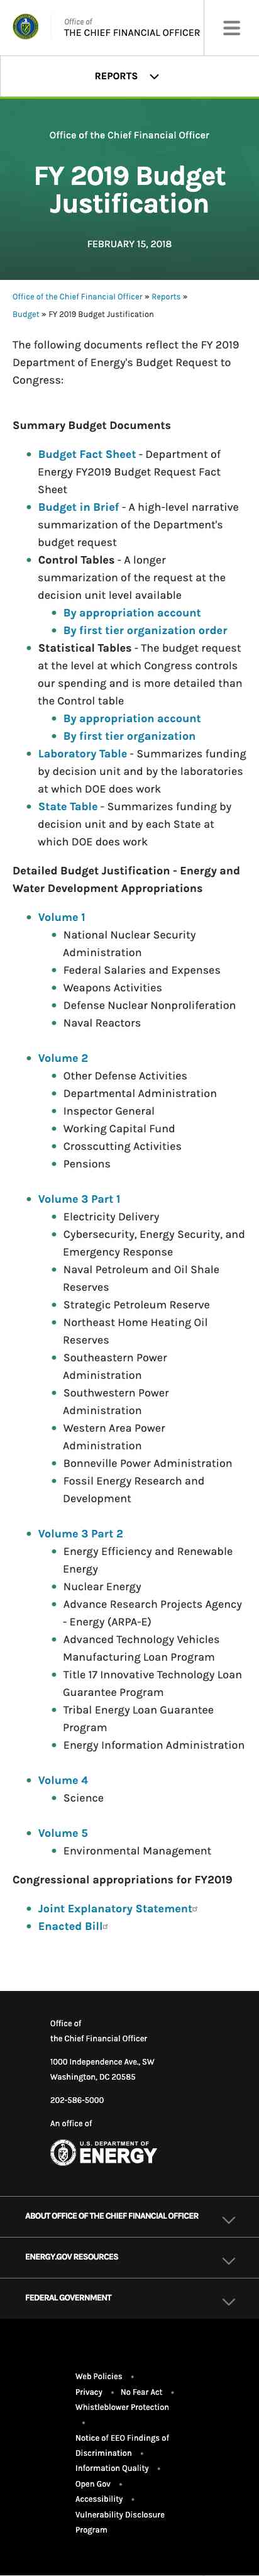 Office of
THE CHIEF FINANCIAL OFFICER
REPORTS
Office of the Chief Financial Officer
FY 2019 Budget
Justification
FEBRUARY 15, 2018
Office of the Chief Financial Officer » Reports »
Budget » FY 2019 Budget Justification
The following documents reflect the FY 2019
Department of Energy's Budget Request to
Congress:
Summary Budget Documents
Budget Fact Sheet - Department of
Energy FY2019 Budget Request Fact
Sheet
Budget in Brief - A high-level narrative
summarization of the Department's
budget request
Control Tables - A longer
summarization of the request at the
decision unit level available
By appropriation account
By first tier organization order
Statistical Tables - The budget request
at the level at which Congress controls
our spending and is more detailed than
the Control table
By appropriation account
By first tier organization
Laboratory Table - Summarizes funding
by decision unit and by the laboratories
at which DOE does work
State Table - Summarizes funding by
decision unit and by each State at
which DOE does work
Detailed Budget Justification - Energy and
Water Development Appropriations
Volume 1
National Nuclear Security
Administration
Federal Salaries and Expenses
Weapons Activities
Defense Nuclear Nonproliferation
Naval Reactors
Volume 2
Other Defense Activities
Departmental Administration
Inspector General
Working Capital Fund
Crosscutting Activities
Pensions
Volume 3 Part 1
Electricity Delivery
Cybersecurity, Energy Security, and
Emergency Response
Naval Petroleum and Oil Shale
Reserves
Strategic Petroleum Reserve
Northeast Home Heating Oil
Reserves
Southeastern Power
Administration
Southwestern Power
Administration
Western Area Power
Administration
Bonneville Power Administration
Fossil Energy Research and
Development
Volume 3 Part 2
Energy Efficiency and Renewable
Energy
Nuclear Energy
Advance Research Projects Agency
- Energy (ARPA-E)
Advanced Technology Vehicles
Manufacturing Loan Program
Title 17 Innovative Technology Loan
Guarantee Program
Tribal Energy Loan Guarantee
Program
Energy Information Administration
Volume 4
Science
Volume 5
Environmental Management
Congressional appropriations for FY2019
Joint Explanatory Statement
Enacted Bill
Office of
the Chief Financial Officer
1000 Independence Ave., SW
Washington, DC 20585
202-586-5000
An office of
U.S. DEPARTMENT OF
ENERGY
ABOUT OFFICE OF THE CHIEF FINANCIAL OFFICER
ENERGY.GOV RESOURCES
FEDERAL GOVERNMENT
Web Policies •
Privacy • No Fear Act •
Whistleblower Protection
•
Notice of EEO Findings of
Discrimination •
Information Quality •
Open Gov •
Accessibility •
Vulnerability Disclosure
Program